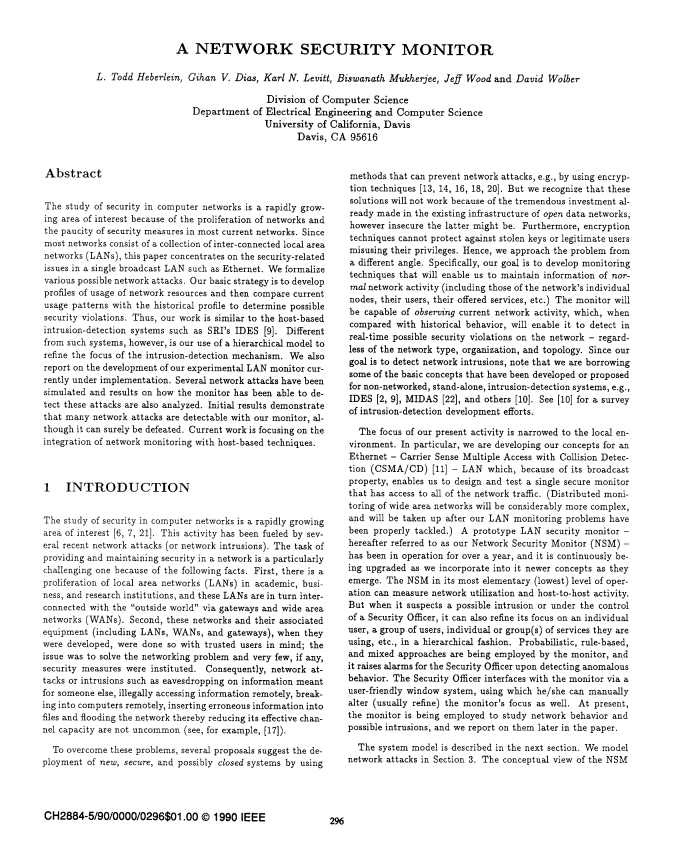 A NETWORK SECURITY MONITOR
L. Todd Heberlein, Gihan V. Dias, Karl N. Levitt, Biswanath Mukherjee, Jeff Wood and David Wolber
Division of Computer Science
Department of Electrical Engineering and Computer Science
University of California, Davis
Davis, CA 95616
Abstract
The study of security in computer networks is a rapidly grow-
ing area of interest because of the proliferation of networks and
the paucity of security measures in most current networks. Since
most networks consist of a collection of inter-connected local area
networks (LANs), this paper concentrates on the security-related
issues in a single broadcast LAN such as Ethernet. We formalize
various possible network attacks. Our basic strategy is to develop
profiles of usage of network resources and then compare current
usage patterns with the historical profile to determine possible
security violations. Thus, our work is similar to the host-based
intrusion-detection systems such as SRI's IDES [9]. Different
from such systems, however, is our use of a hierarchical model to
refine the focus of the intrusion-detection mechanism. We also
report on the development of our experimental LAN monitor cur-
rently under implementation. Several network attacks have been
simulated and results on how the monitor has been able to de-
tect these attacks are also analyzed. Initial results demonstrate
that many network attacks are detectable with our monitor, al-
though it can surely be defeated. Current work is focusing on the
integration of network monitoring with host-based techniques.
1 INTRODUCTION
The study of security in computer networks is a rapidly growing
area of interest [6, 7, 21]. This activity has been fueled by sev-
eral recent network attacks (or network intrusions). The task of
providing and maintaining security in a network is a particularly
challenging one because of the following facts. First, there is a
proliferation of local area networks (LANs) in academic, busi-
ness, and research institutions, and these LANs are in turn inter-
connected with the "outside world" via gateways and wide area
networks (WANs). Second, these networks and their associated
equipment (including LANs, WANs, and gateways), when they
were developed, were done so with trusted users in mind; the
issue was to solve the networking problem and very few, if any,
security measures were instituted. Consequently, network at-
tacks or intrusions such as eavesdropping on information meant
for someone else, illegally accessing information remotely, break-
ing into computers remotely, inserting erroneous information into
files and flooding the network thereby reducing its effective chan-
nel capacity are not uncommon (see, for example, [17]).
To overcome these problems, several proposals suggest the de-
ployment of new, secure, and possibly closed systems by using
methods that can prevent network attacks, e.g., by using encryp-
tion techniques [13, 14, 16, 18, 20]. But we recognize that these
solutions will not work because of the tremendous investment al-
ready made in the existing infrastructure of open data networks,
however insecure the latter might be. Furthermore, encryption
techniques cannot protect against stolen keys or legitimate users
misusing their privileges. Hence, we approach the problem from
a different angle. Specifically, our goal is to develop monitoring
techniques that will enable us to maintain information of nor-
mal network activity (including those of the network's individual
nodes, their users, their offered services, etc.) The monitor will
be capable of observing current network activity, which, when
compared with historical behavior, will enable it to detect in
real-time possible security violations on the network – regard-
less of the network type, organization, and topology. Since our
goal is to detect network intrusions, note that we are borrowing
some of the basic concepts that have been developed or proposed
for non-networked, stand-alone, intrusion-detection systems, e.g.,
IDES [2, 9], MIDAS [22], and others [10]. See [10] for a survey
of intrusion-detection development efforts.
The focus of our present activity is narrowed to the local en-
vironment. In particular, we are developing our concepts for an
Ethernet – Carrier Sense Multiple Access with Collision Detec-
tion (CSMA/CD) [11] – LAN which, because of its broadcast
property, enables us to design and test a single secure monitor
that has access to all of the network traffic. (Distributed moni-
toring of wide area networks will be considerably more complex,
and will be taken up after our LAN monitoring problems have
been properly tackled.) A prototype LAN security monitor –
hereafter referred to as our Network Security Monitor (NSM) –
has been in operation for over a year, and it is continuously be-
ing upgraded as we incorporate into it newer concepts as they
emerge. The NSM in its most elementary (lowest) level of oper-
ation can measure network utilization and host-to-host activity.
But when it suspects a possible intrusion or under the control
of a Security Officer, it can also refine its focus on an individual
user, a group of users, individual or group(s) of services they are
using, etc., in a hierarchical fashion. Probabilistic, rule-based,
and mixed approaches are being employed by the monitor, and
it raises alarms for the Security Officer upon detecting anomalous
behavior. The Security Officer interfaces with the monitor via a
user-friendly window system, using which he/she can manually
alter (usually refine) the monitor's focus as well. At present,
the monitor is being employed to study network behavior and
possible intrusions, and we report on them later in the paper.
The system model is described in the next section. We model
network attacks in Section 3. The conceptual view of the NSM
CH2884-5/90/0000/0296$01.00 © 1990 IEEE
296